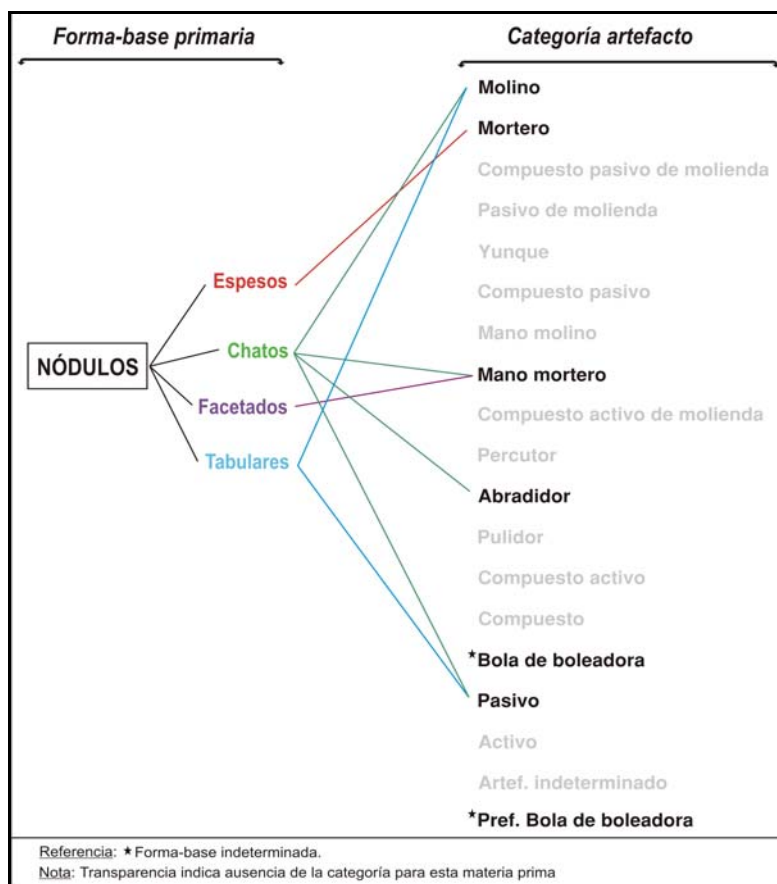 Forma-base primaria
Categoría artefacto
Molino
Mortero
Compuesto pasivo de molienda
Pasivo de molienda
Yunque
Compuesto pasivo
Mano molino
Mano mortero
Compuesto activo de molienda
Percutor
Abradidor
Pulidor
Compuesto activo
Compuesto
★Bola de boleadora
Pasivo
Activo
Artef. indeterminado
★Pref. Bola de boleadora
Espesos
Chatos
NÓDULOS
Facetados
Tabulares
Referencia: ★Forma-base indeterminada.
Nota: Transparencia indica ausencia de la categoría para esta materia prima